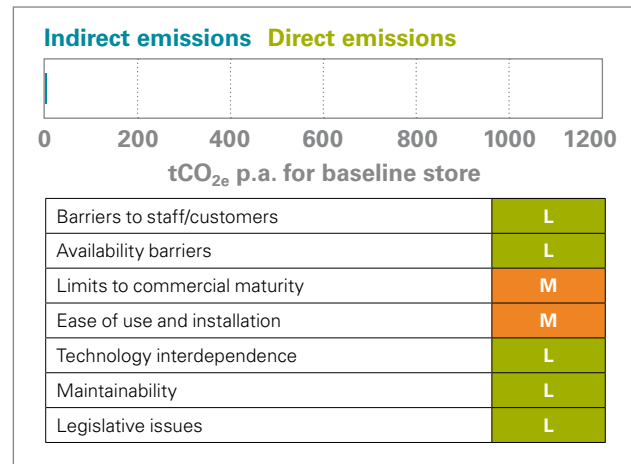 Indirect emissions Direct emissions
0 200 400 600 800 1000 1200
tCO2e p.a. for baseline store
Barriers to staff/customers L
Availability barriers L
Limits to commercial maturity M
Ease of use and installation M
Technology interdependence L
Maintainability L
Legislative issues L